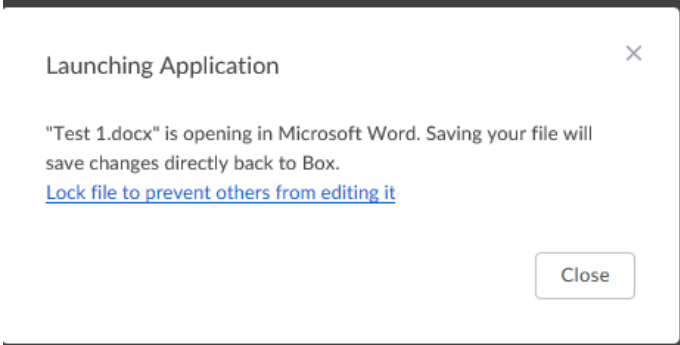 Launching Application
"Test 1.docx" is opening in Microsoft Word. Saving your file will
save changes directly back to Box.
Lock file to prevent others from editing it
Close